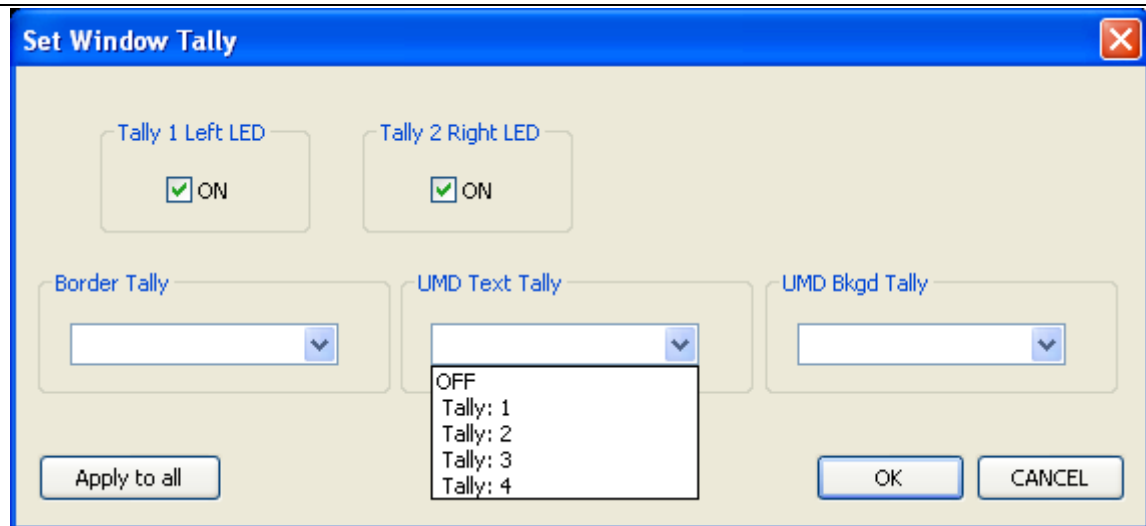 Set Window Tally
Tally 1 Left LED
Tally 2 Right LED
ON
ON
Border Tally
UMD Text Tally
UMD Bkgd Tally
OFF
Tally: 1
Tally: 2
Tally: 3
Tally: 4
Apply to all
OK
CANCEL